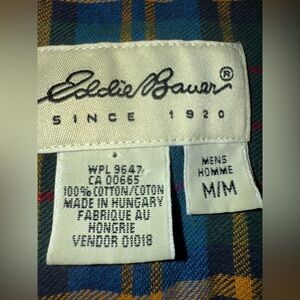 Eddie Bauer®
SINCE 1920
WPL 9647
CA 00665
100% COTTON/COTON
MADE IN HUNGARY
FABRIQUE AU
HONGRIE
VENDOR 01018
MENS
HOMME
M/M